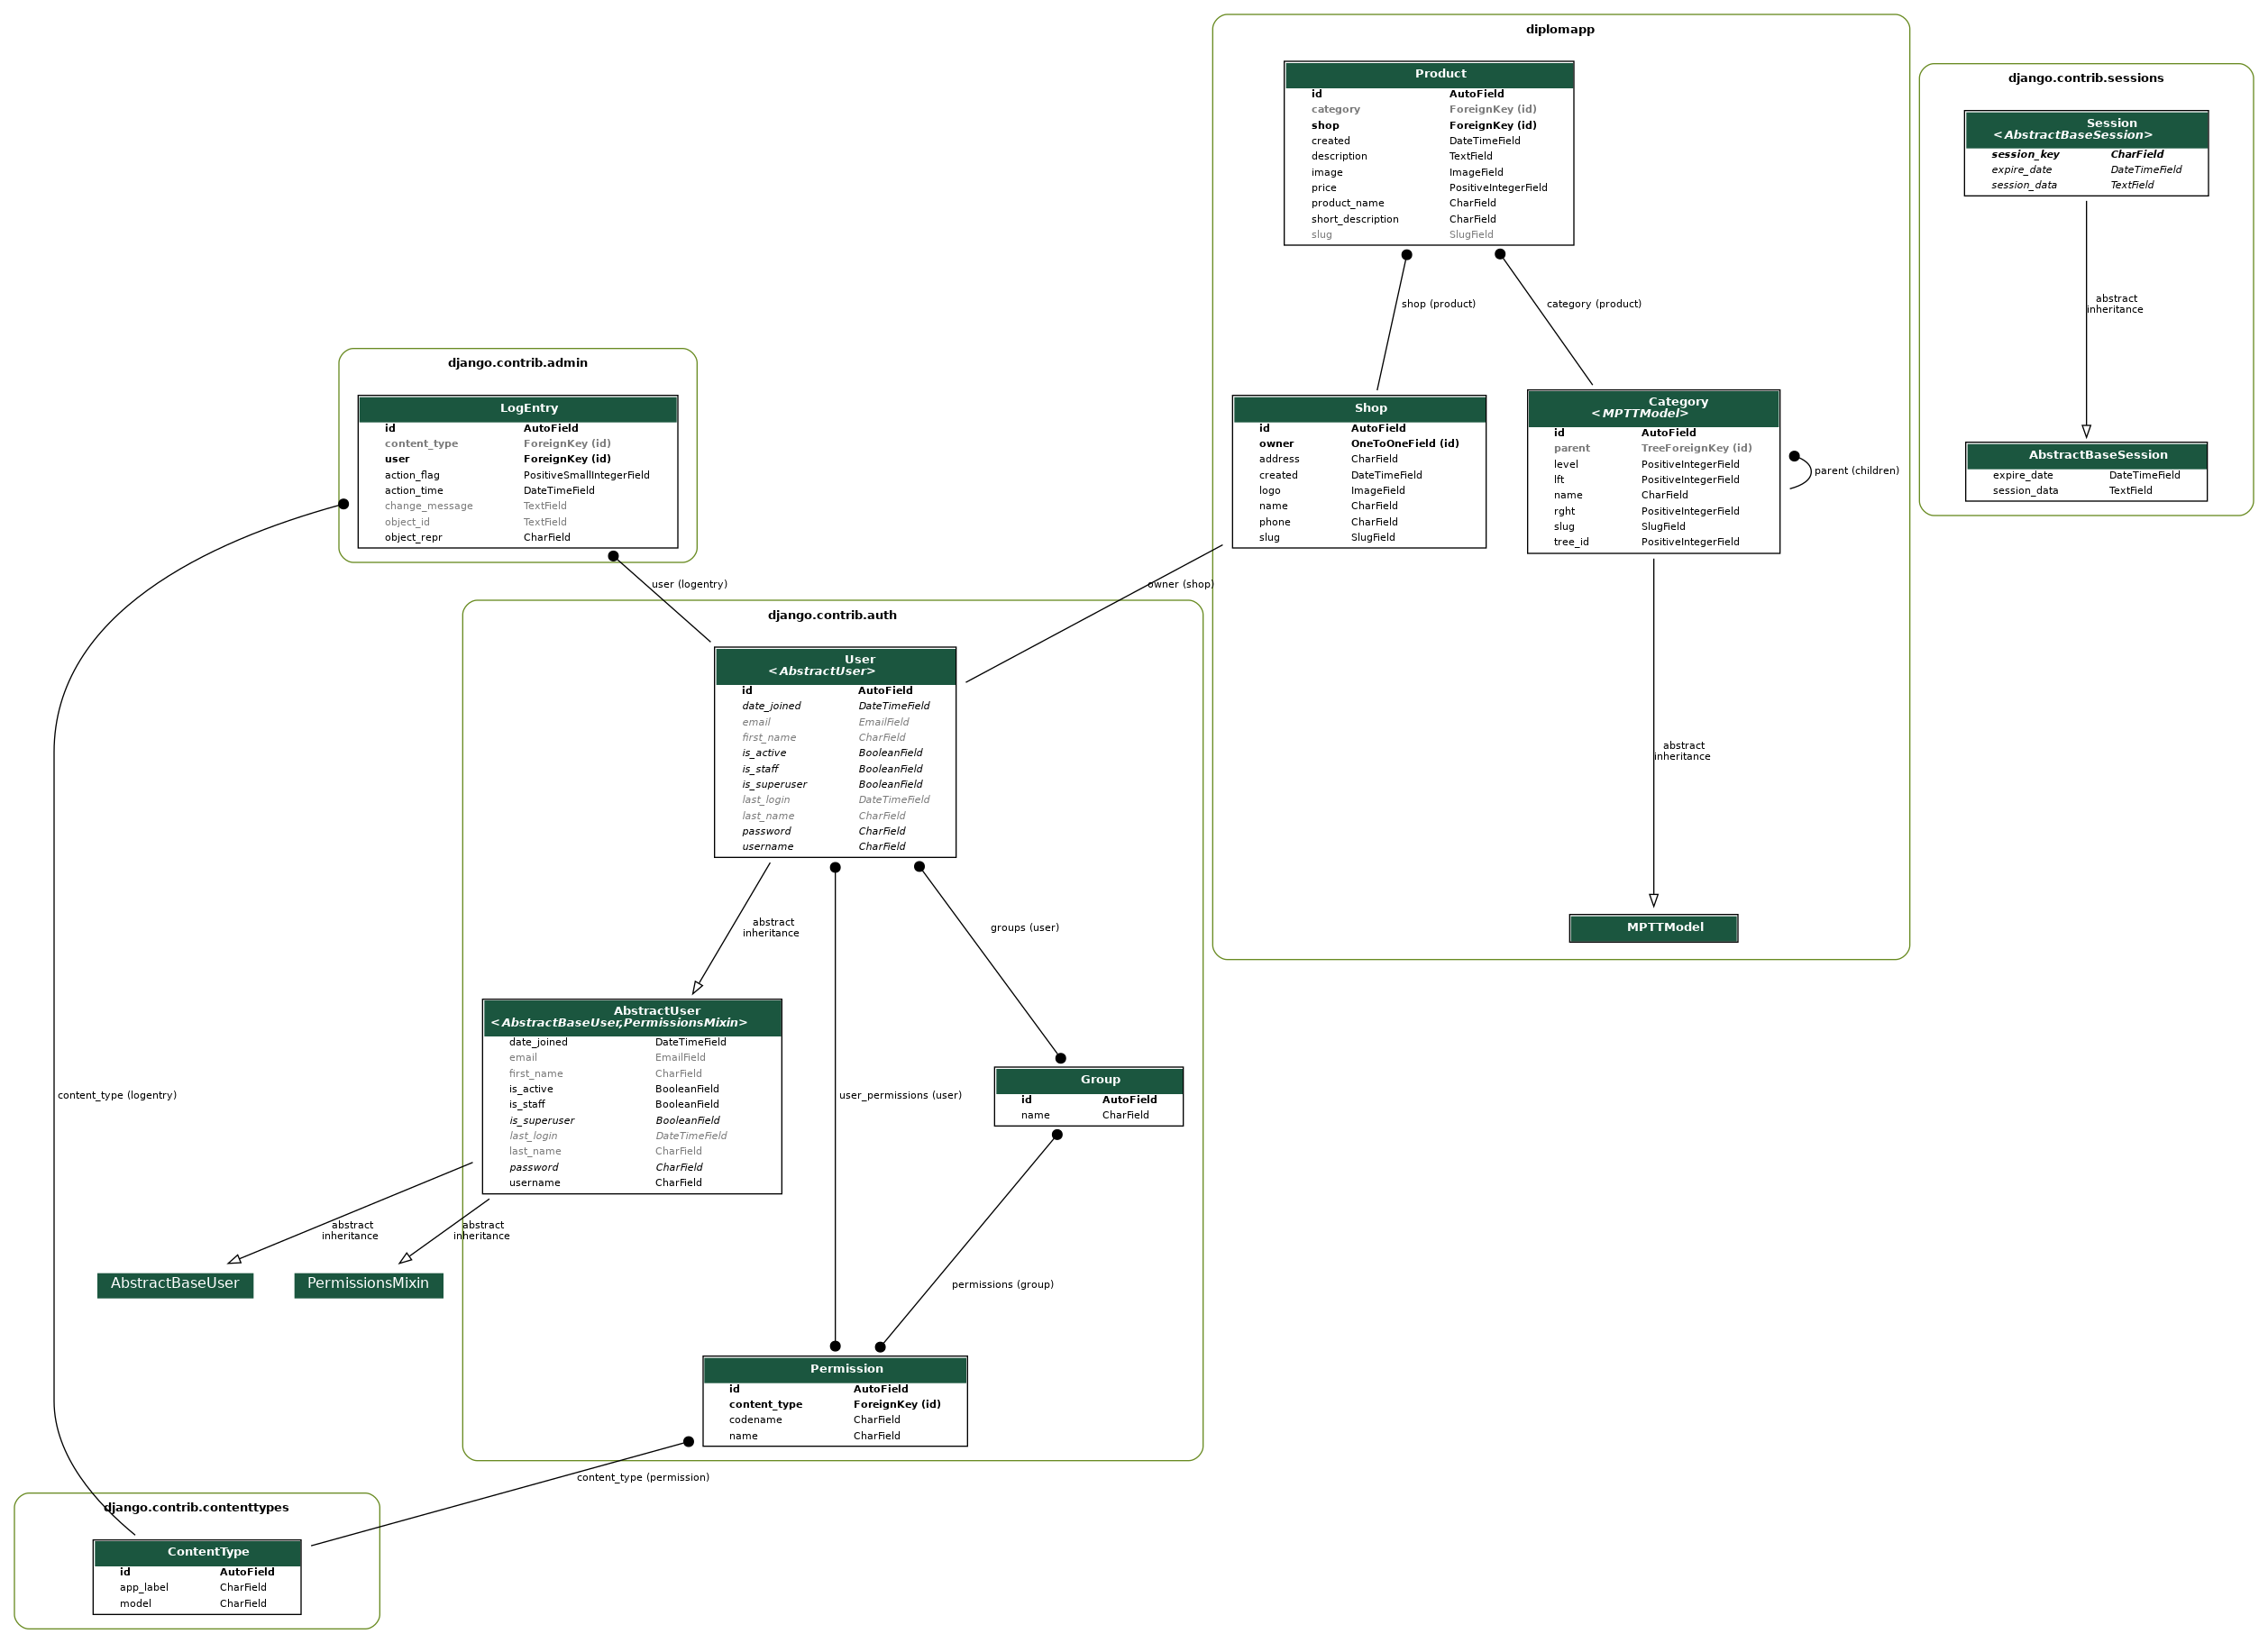 diplomapp
Product
id AutoField
category ForeignKey (id)
shop ForeignKey (id)
created DateTimeField
description TextField
image ImageField
price PositiveIntegerField
product_name CharField
short_description CharField
slug SlugField
django.contrib.sessions
Session
<AbstractBaseSession>
session_key CharField
expire_date DateTimeField
session_data TextField
shop (product)
category (product)
abstract
inheritance
django.contrib.admin
LogEntry
id AutoField
content_type ForeignKey (id)
user ForeignKey (id)
action_flag PositiveSmallIntegerField
action_time DateTimeField
change_message TextField
object_id TextField
object_repr CharField
Shop
id AutoField
owner OneToOneField (id)
address CharField
created DateTimeField
logo ImageField
name CharField
phone CharField
slug SlugField
Category
<MPTTModel>
id AutoField
parent TreeForeignKey (id)
level PositiveIntegerField
lft PositiveIntegerField
name CharField
rght PositiveIntegerField
slug SlugField
tree_id PositiveIntegerField
parent (children)
AbstractBaseSession
expire_date DateTimeField
session_data TextField
user (logentry)
owner (shop)
django.contrib.auth
User
<AbstractUser>
id AutoField
date_joined DateTimeField
email EmailField
first_name CharField
is_active BooleanField
is_staff BooleanField
is_superuser BooleanField
last_login DateTimeField
last_name CharField
password CharField
username CharField
abstract
inheritance
abstract
inheritance
groups (user)
MPTTModel
AbstractUser
<AbstractBaseUser,PermissionsMixin>
date_joined DateTimeField
email EmailField
first_name CharField
is_active BooleanField
is_staff BooleanField
is_superuser BooleanField
last_login DateTimeField
last_name CharField
password CharField
username CharField
content_type (logentry)
user_permissions (user)
Group
id AutoField
name CharField
abstract
inheritance
abstract
inheritance
AbstractBaseUser
PermissionsMixin
permissions (group)
Permission
id AutoField
content_type ForeignKey (id)
codename CharField
name CharField
content_type (permission)
django.contrib.contenttypes
ContentType
id AutoField
app_label CharField
model CharField